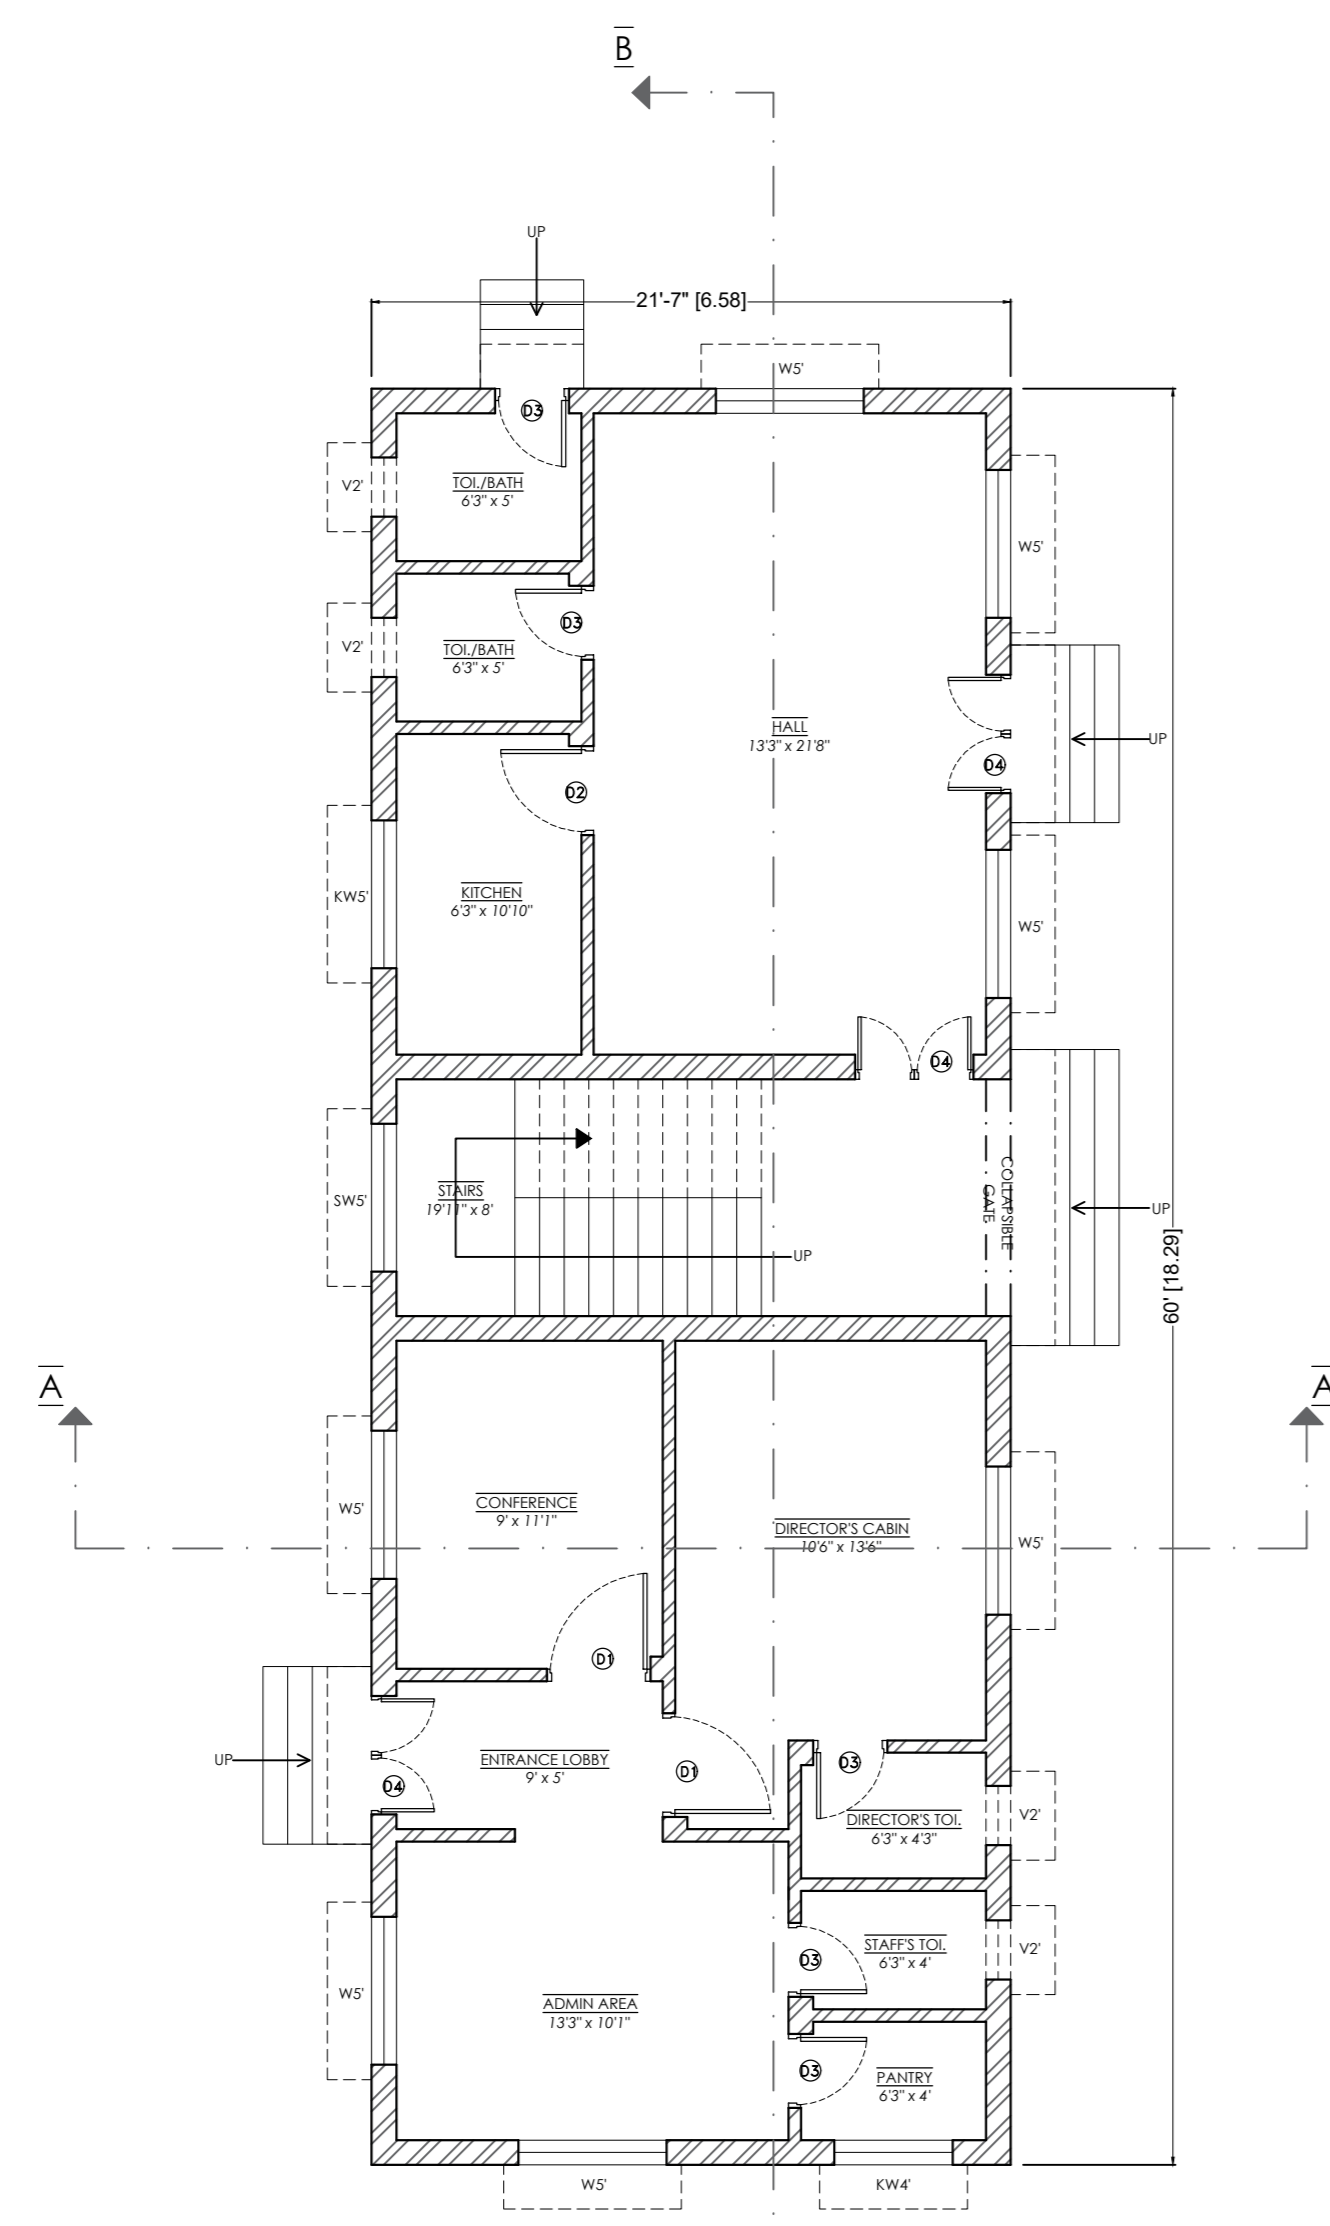 B
UP
21'-7" [6.58]
W5'
D3
V2'
TOI./BATH
6'3" x 5'
W5'
D3
V2'
TOI./BATH
6'3" x 5'
HALL
13'3" x 21'8"
UP
D4
D2
KW5'
KITCHEN
6'3" x 10'10"
W5'
D4
COLLAPSIBLE
GATE
SW5'
STAIRS
19'11" x 8'
UP
UP
60' [18.29]
A
A
W5'
CONFERENCE
9' x 11'1"
DIRECTOR'S CABIN
10'6" x 13'6"
W5'
D1
UP
ENTRANCE LOBBY
9' x 5'
D4
D1
D3
DIRECTOR'S TOI.
6'3" x 4'3"
V2'
STAFF'S TOI.
6'3" x 4'
D3
V2'
W5'
ADMIN AREA
13'3" x 10'1"
D3
PANTRY
6'3" x 4'
W5'
KW4'